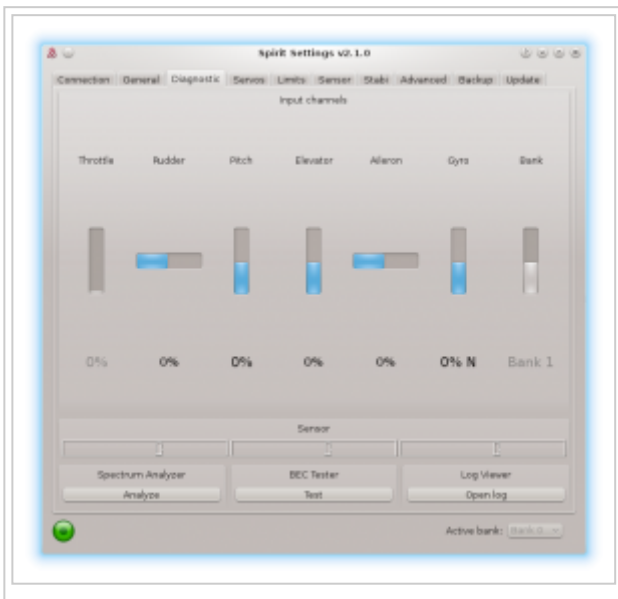 Spirit Settings v2.1.0
Connection General Diagnostic Servos Limits Sensor Stabi Advanced Backup Update
Input channels
Throttle Rudder Pitch Elevator Aileron Gyro Bank
0% 0% 0% 0% 0% 0% N Bank 1
Sensor
Spectrum Analyzer BEC Tester Log Viewer
Analyze Test Open log
Active bank: Bank 0